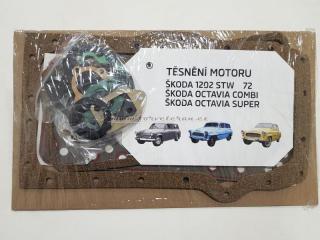 ®
TĚSNĚNÍ MOTORU
ŠKODA 1202 STW 72
ŠKODA OCTAVIA COMBI
ŠKODA OCTAVIA SUPER